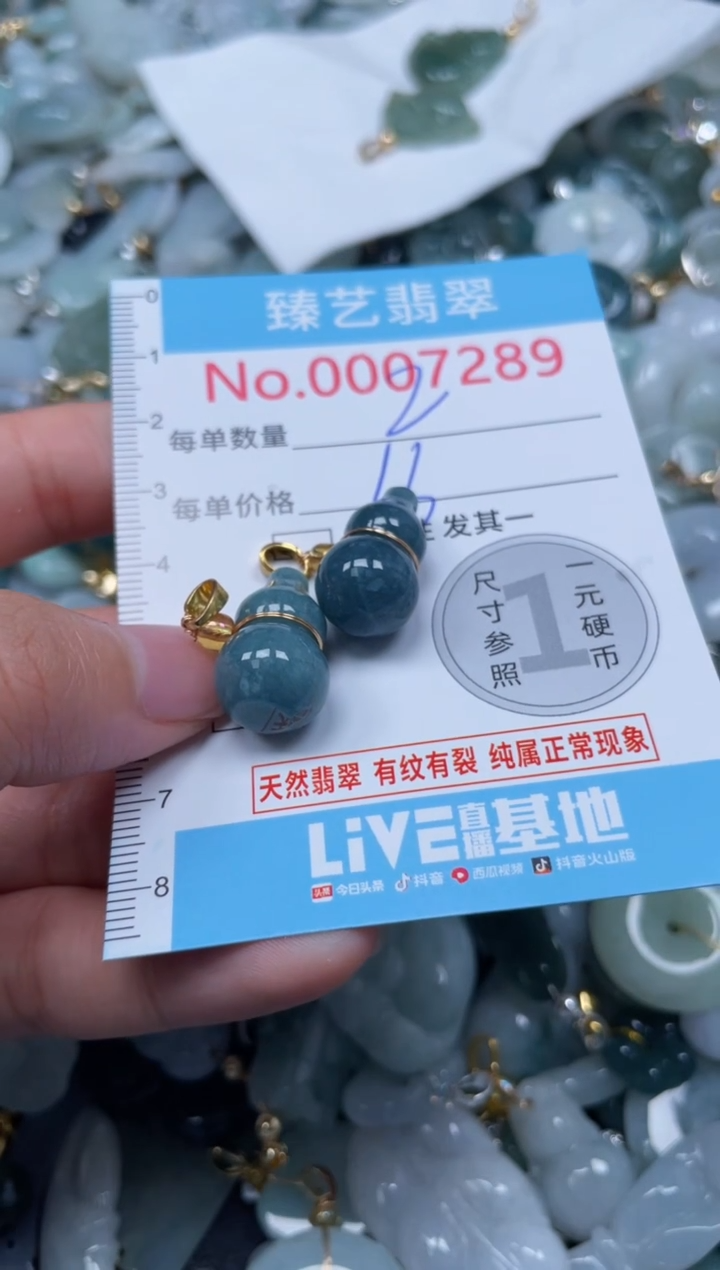 0
臻艺翡翠
No.0007289
1
2
每单数量 2
3
每单价格
发其一
4
尺寸参照
1
一元硬币
天然翡翠 有纹有裂 纯属正常现象
7
LiVE直播基地
8
头条 今日头条 抖音 西瓜视频 抖音火山版